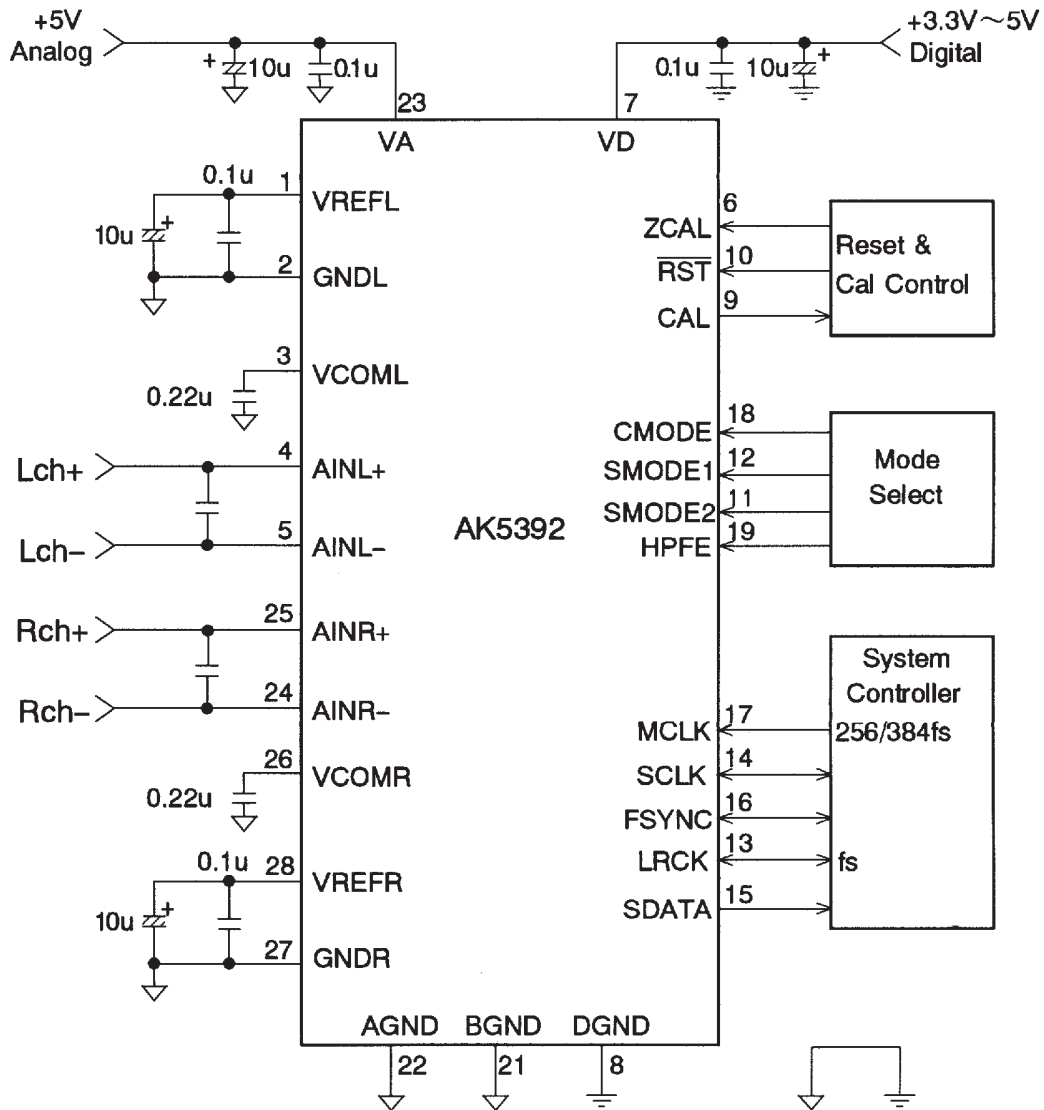 +5V
Analog
+
10u
0.1u
23
+3.3V～5V
Digital
0.1u
10u
+
7
VA
VD
0.1u
1
VREFL
10u
+
2
GNDL
3
VCOML
0.22u
Lch+
4
AINL+
Lch−
5
AINL−
Rch+
25
AINR+
Rch−
24
AINR−
26
VCOMR
0.22u
0.1u
28
VREFR
10u
+
27
GNDR
AK5392
ZCAL
6
RST
10
CAL
9
Reset &
Cal Control
CMODE
18
SMODE1
12
SMODE2
11
HPFE
19
Mode
Select
System
Controller
MCLK
17
256/384fs
SCLK
14
FSYNC
16
LRCK
13
fs
SDATA
15
AGND
BGND
DGND
22
21
8